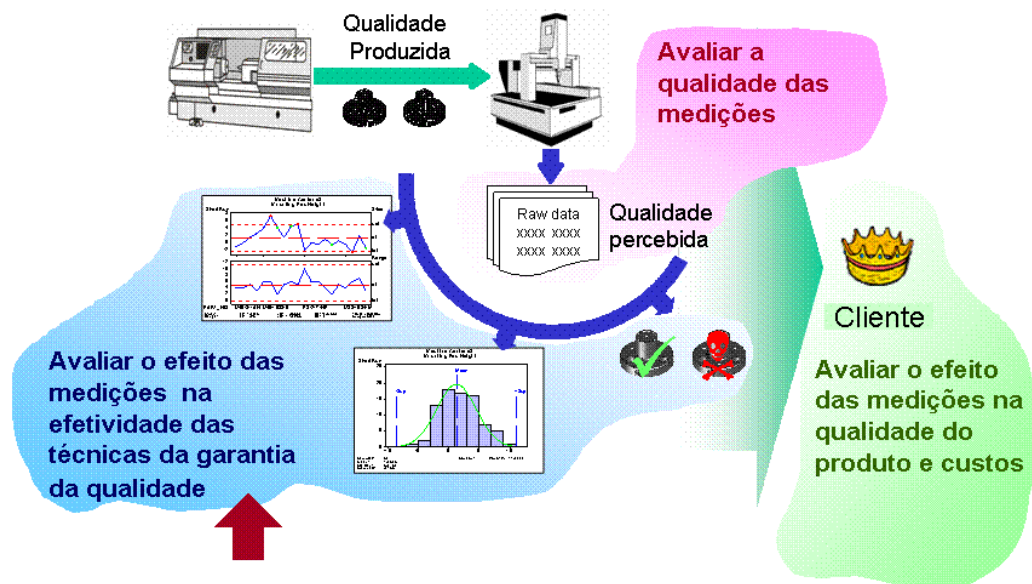 Qualidade
Produzida
Avaliar a
qualidade das
medições
Raw data
XXXX XXXX
XXXX XXXX
Qualidade
percebida
Cliente
Avaliar o efeito das
medições na
efetividade das
técnicas da garantia
da qualidade
Avaliar o efeito
das medições na
qualidade do
produto e custos